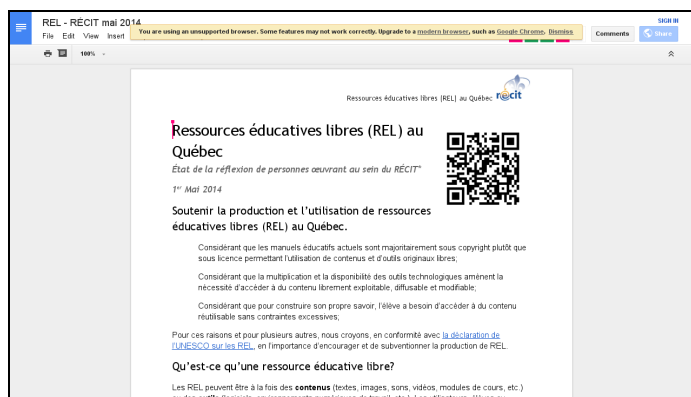 REL - RÉCIT mai 2014
File Edit View Insert
You are using an unsupported browser. Some features may not work correctly. Upgrade to a modern browser, such as Google Chrome. Dismiss
SIGN IN
Comments
Share
100%
Ressources éducatives libres (REL) au Québec récit
Ressources éducatives libres (REL) au
Québec
État de la réflexion de personnes œuvrant au sein du RÉCIT*
1er Mai 2014
Soutenir la production et l'utilisation de ressources
éducatives libres (REL) au Québec.
Considérant que les manuels éducatifs actuels sont majoritairement sous copyright plutôt que
sous licence permettant l'utilisation de contenus et d'outils originaux libres;
Considérant que la multiplication et la disponibilité des outils technologiques amènent la
nécessité d'accéder à du contenu librement exploitable, diffusable et modifiable;
Considérant que pour construire son propre savoir, l'élève a besoin d'accéder à du contenu
réutilisable sans contraintes excessives;
Pour ces raisons et pour plusieurs autres, nous croyons, en conformité avec la déclaration de
l'UNESCO sur les REL, en l'importance d'encourager et de subventionner la production de REL.
Qu'est-ce qu'une ressource éducative libre?
Les REL peuvent être à la fois des contenus (textes, images, sons, vidéos, modules de cours, etc.)